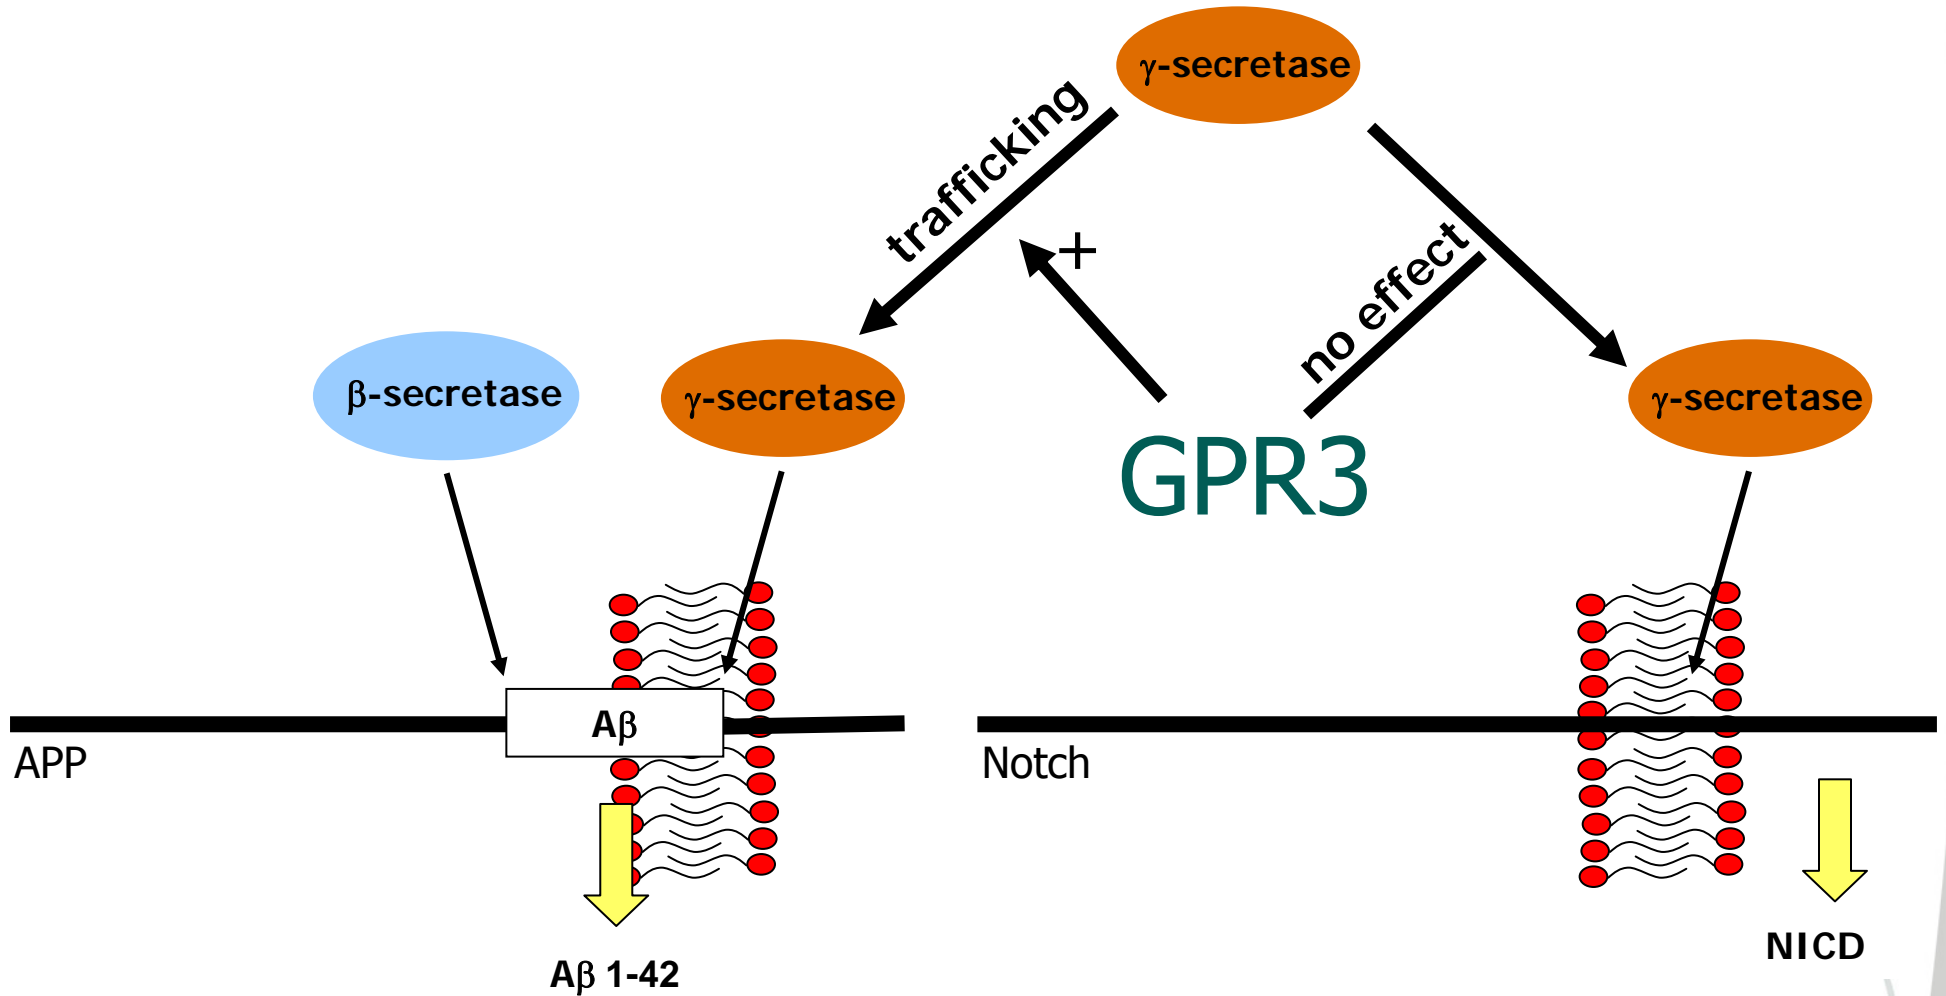 γ-secretase
trafficking
+
no effect
β-secretase
γ-secretase
γ-secretase
GPR3
Aβ
APP
Notch
Aβ 1-42
NICD